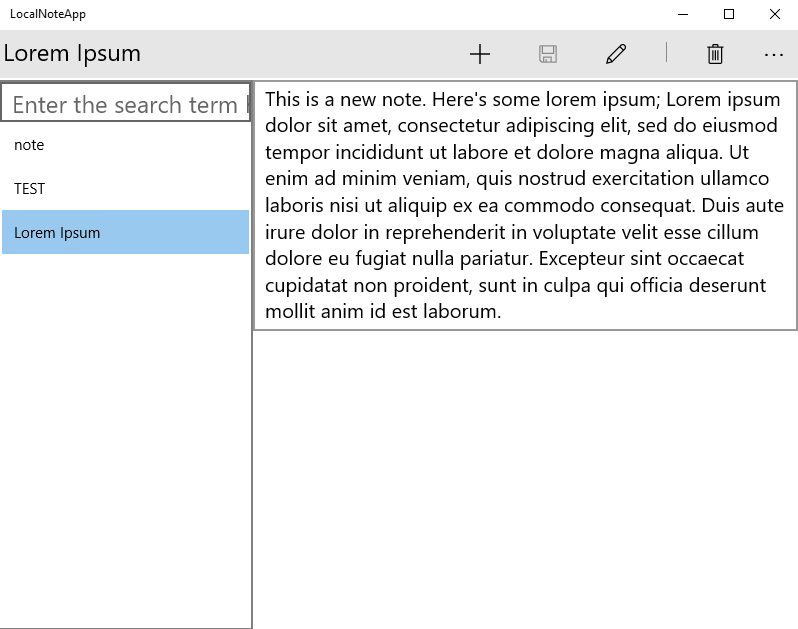 LocalNoteApp
Lorem Ipsum
Enter the search term
note
TEST
Lorem Ipsum
This is a new note. Here's some lorem ipsum; Lorem ipsum
dolor sit amet, consectetur adipiscing elit, sed do eiusmod
tempor incididunt ut labore et dolore magna aliqua. Ut
enim ad minim veniam, quis nostrud exercitation ullamco
laboris nisi ut aliquip ex ea commodo consequat. Duis aute
irure dolor in reprehenderit in voluptate velit esse cillum
dolore eu fugiat nulla pariatur. Excepteur sint occaecat
cupidatat non proident, sunt in culpa qui officia deserunt
mollit anim id est laborum.